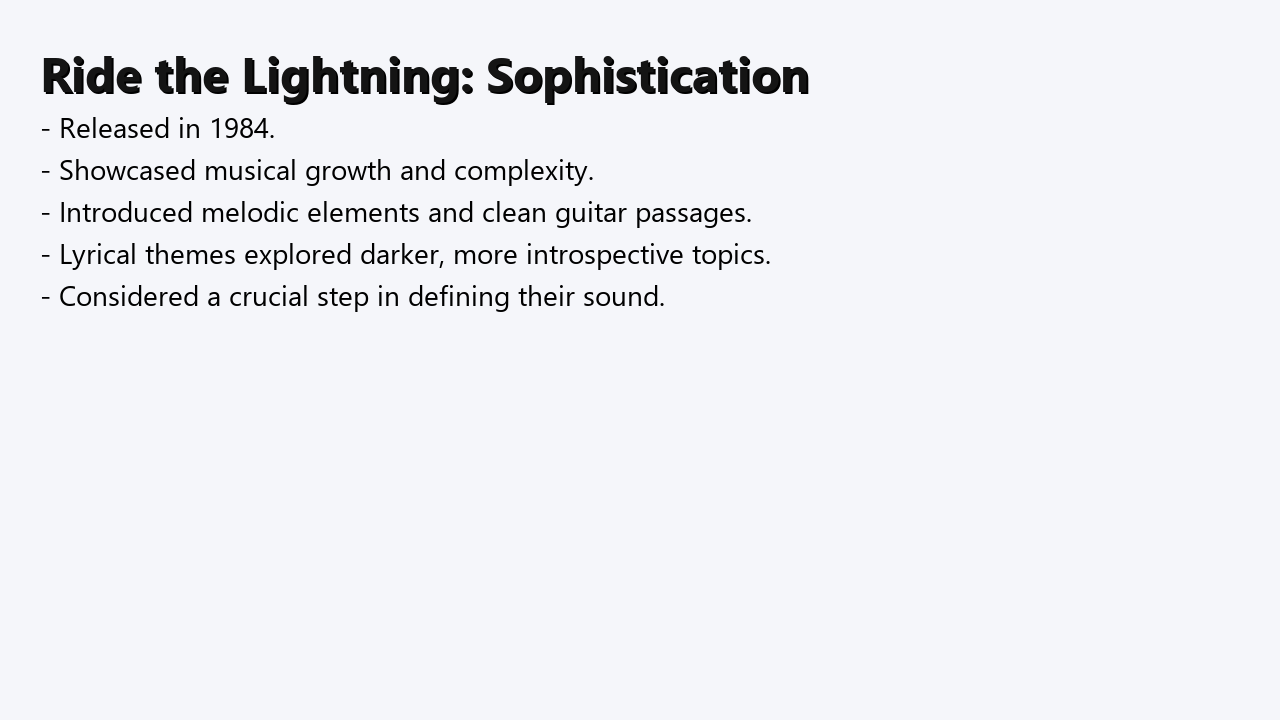 Ride the Lightning: Sophistication
- Released in 1984.
- Showcased musical growth and complexity.
- Introduced melodic elements and clean guitar passages.
- Lyrical themes explored darker, more introspective topics.
- Considered a crucial step in defining their sound.